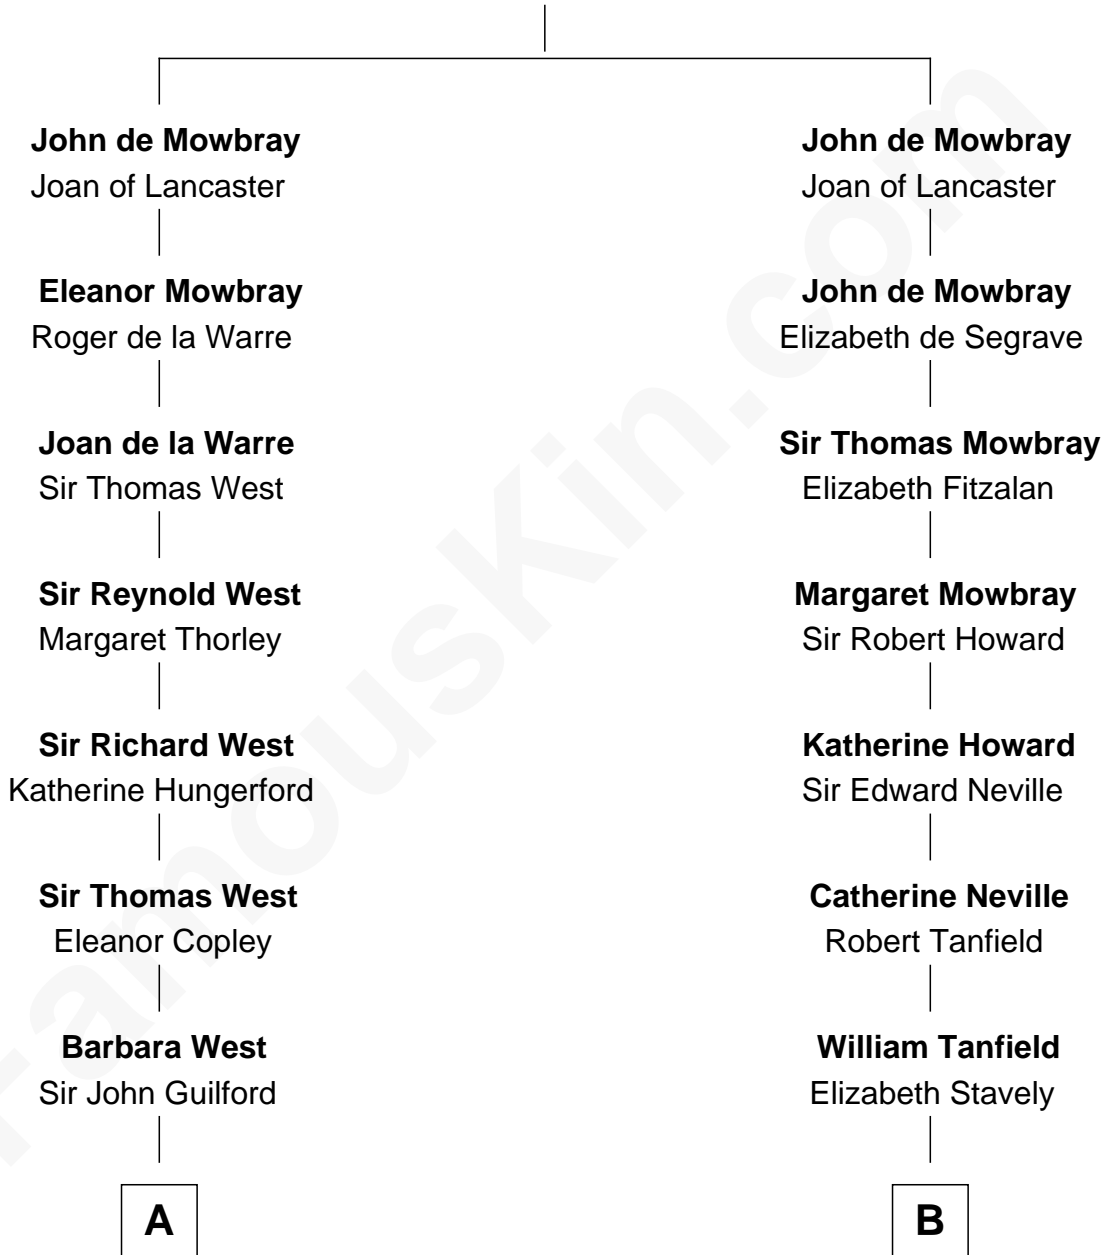 John de Mowbray
Joan of Lancaster
Eleanor Mowbray
Roger de la Warre
Joan de la Warre
Sir Thomas West
Sir Reynold West
Margaret Thorley
Sir Richard West
Katherine Hungerford
Sir Thomas West
Eleanor Copley
Barbara West
Sir John Guilford
A
John de Mowbray
Joan of Lancaster
John de Mowbray
Elizabeth de Segrave
Sir Thomas Mowbray
Elizabeth Fitzalan
Margaret Mowbray
Sir Robert Howard
Katherine Howard
Sir Edward Neville
Catherine Neville
Robert Tanfield
William Tanfield
Elizabeth Stavely
B
FamousKin.com